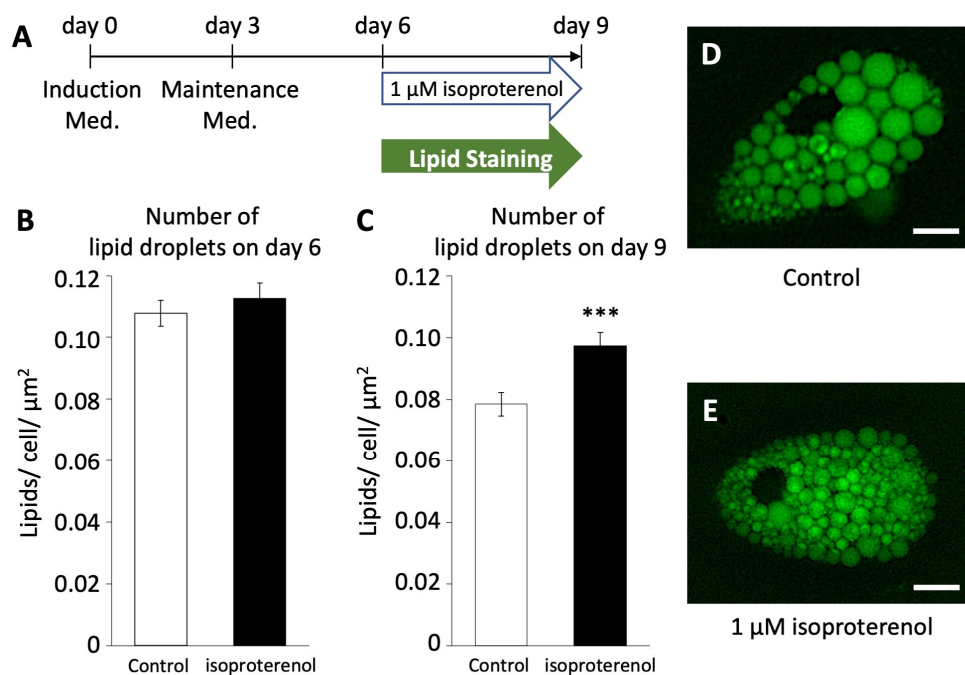 A
day 0 day 3 day 6 day 9
Induction
Med.
Maintenance
Med.
1 μM isoproterenol
Lipid Staining
B
Number of
lipid droplets on day 6
Lipids/ cell/ μm²
0.12
0.10
0.08
0.06
0.04
0.02
0
Control isoproterenol
C
Number of
lipid droplets on day 9
Lipids/ cell/ μm²
0.12
0.10
0.08
0.06
0.04
0.02
0
***
Control isoproterenol
D
Control
E
1 μM isoproterenol